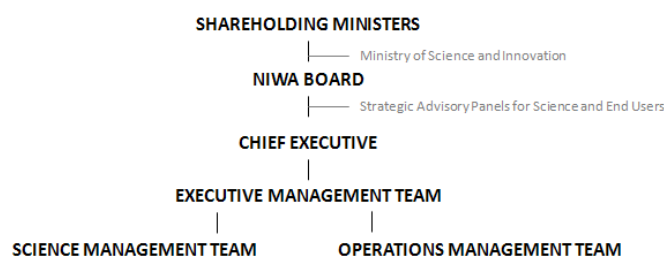 SHAREHOLDING MINISTERS
Ministry of Science and Innovation
NIWA BOARD
Strategic Advisory Panels for Science and End Users
CHIEF EXECUTIVE
EXECUTIVE MANAGEMENT TEAM
SCIENCE MANAGEMENT TEAM
OPERATIONS MANAGEMENT TEAM